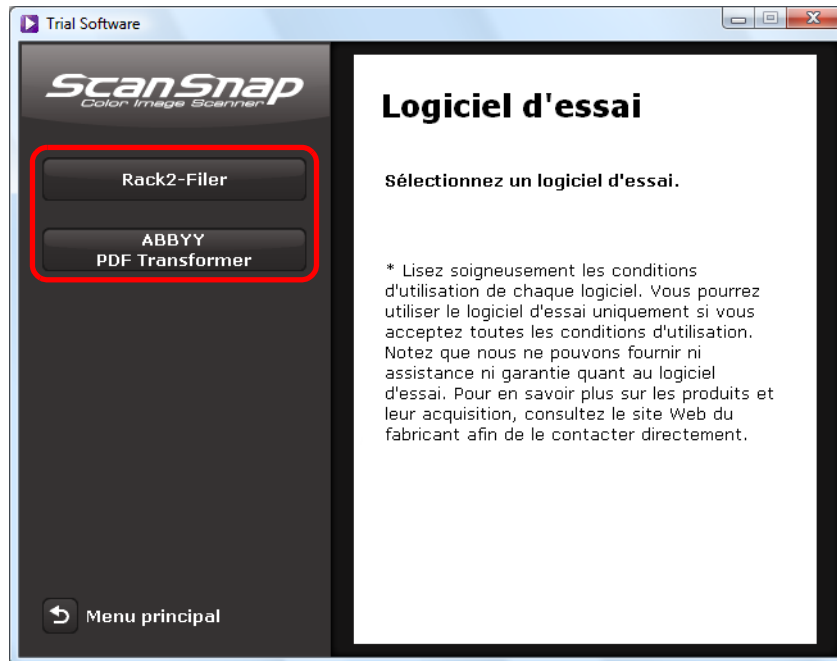 Trial Software
ScanSnap
Color Image Scanner
Rack2-Filer
ABBYY
PDF Transformer
Menu principal
Logiciel d'essai
Sélectionnez un logiciel d'essai.
* Lisez soigneusement les conditions
d'utilisation de chaque logiciel. Vous pourrez
utiliser le logiciel d'essai uniquement si vous
acceptez toutes les conditions d'utilisation.
Notez que nous ne pouvons fournir ni
assistance ni garantie quant au logiciel
d'essai. Pour en savoir plus sur les produits et
leur acquisition, consultez le site Web du
fabricant afin de le contacter directement.